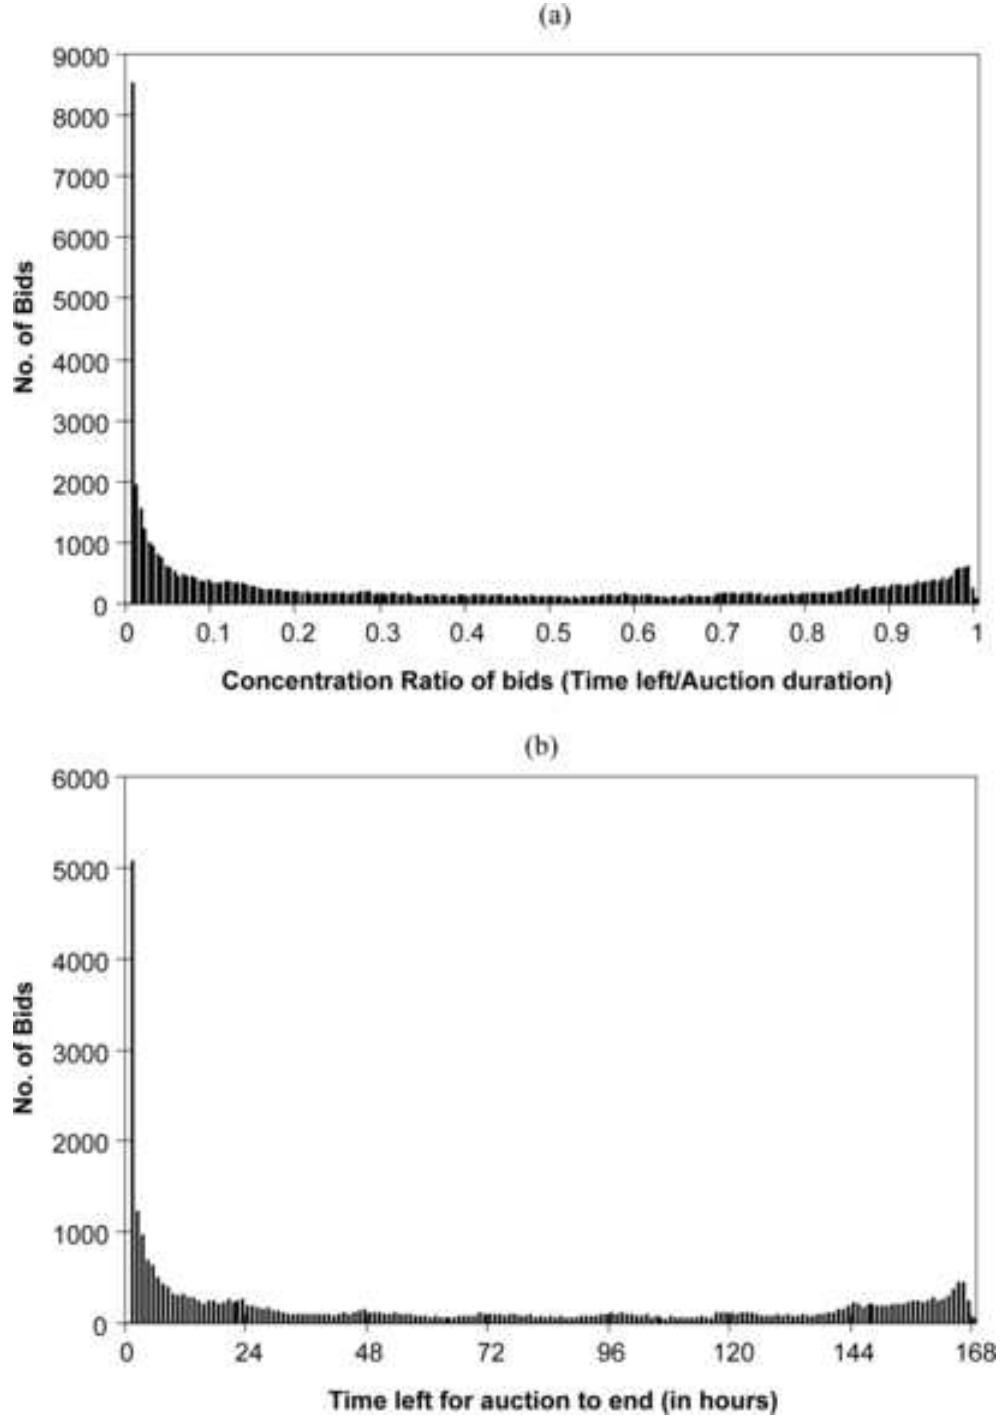 (a)
9000
8000
7000
6000
5000
4000
3000
2000
1000
0
No. of Bids
0 0.1 0.2 0.3 0.4 0.5 0.6 0.7 0.8 0.9 1
Concentration Ratio of bids (Time left/Auction duration)
(b)
6000
5000
4000
3000
2000
1000
0
No. of Bids
0 24 48 72 96 120 144 168
Time left for auction to end (in hours)